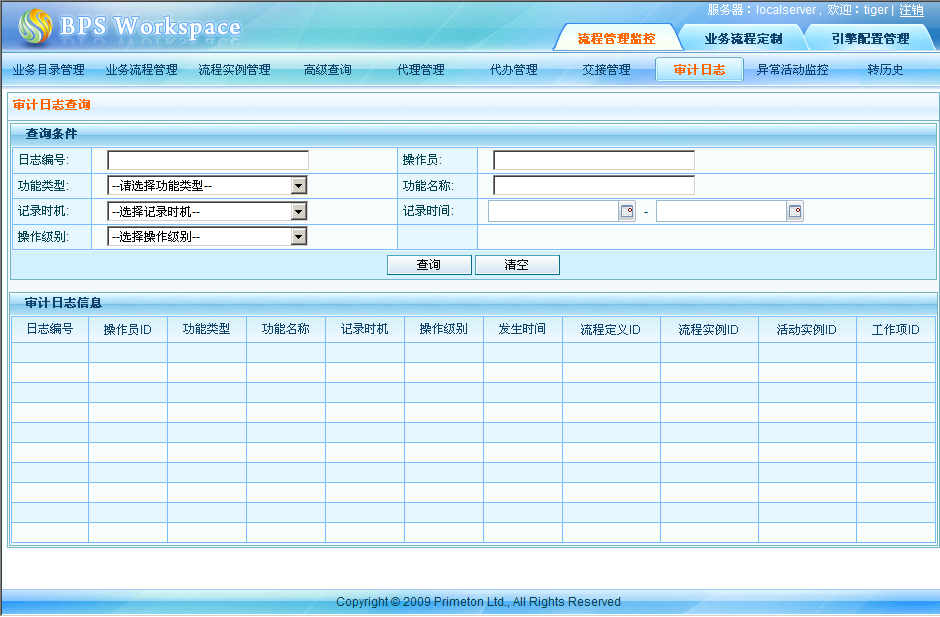 服务器：localserver , 欢迎：tiger | 注销
BPS Workspace
流程管理监控 业务流程定制 引擎配置管理
业务目录管理 业务流程管理 流程实例管理 高级查询 代理管理 代办管理 交接管理 审计日志 异常活动监控 转历史
审计日志查询
查询条件
日志编号: 操作员:
功能类型: --请选择功能类型-- 功能名称:
记录时机: --选择记录时机-- 记录时间: -
操作级别: --选择操作级别--
查询 清空
审计日志信息
日志编号 操作员ID 功能类型 功能名称 记录时机 操作级别 发生时间 流程定义ID 流程实例ID 活动实例ID 工作项ID
Copyright © 2009 Primeton Ltd., All Rights Reserved